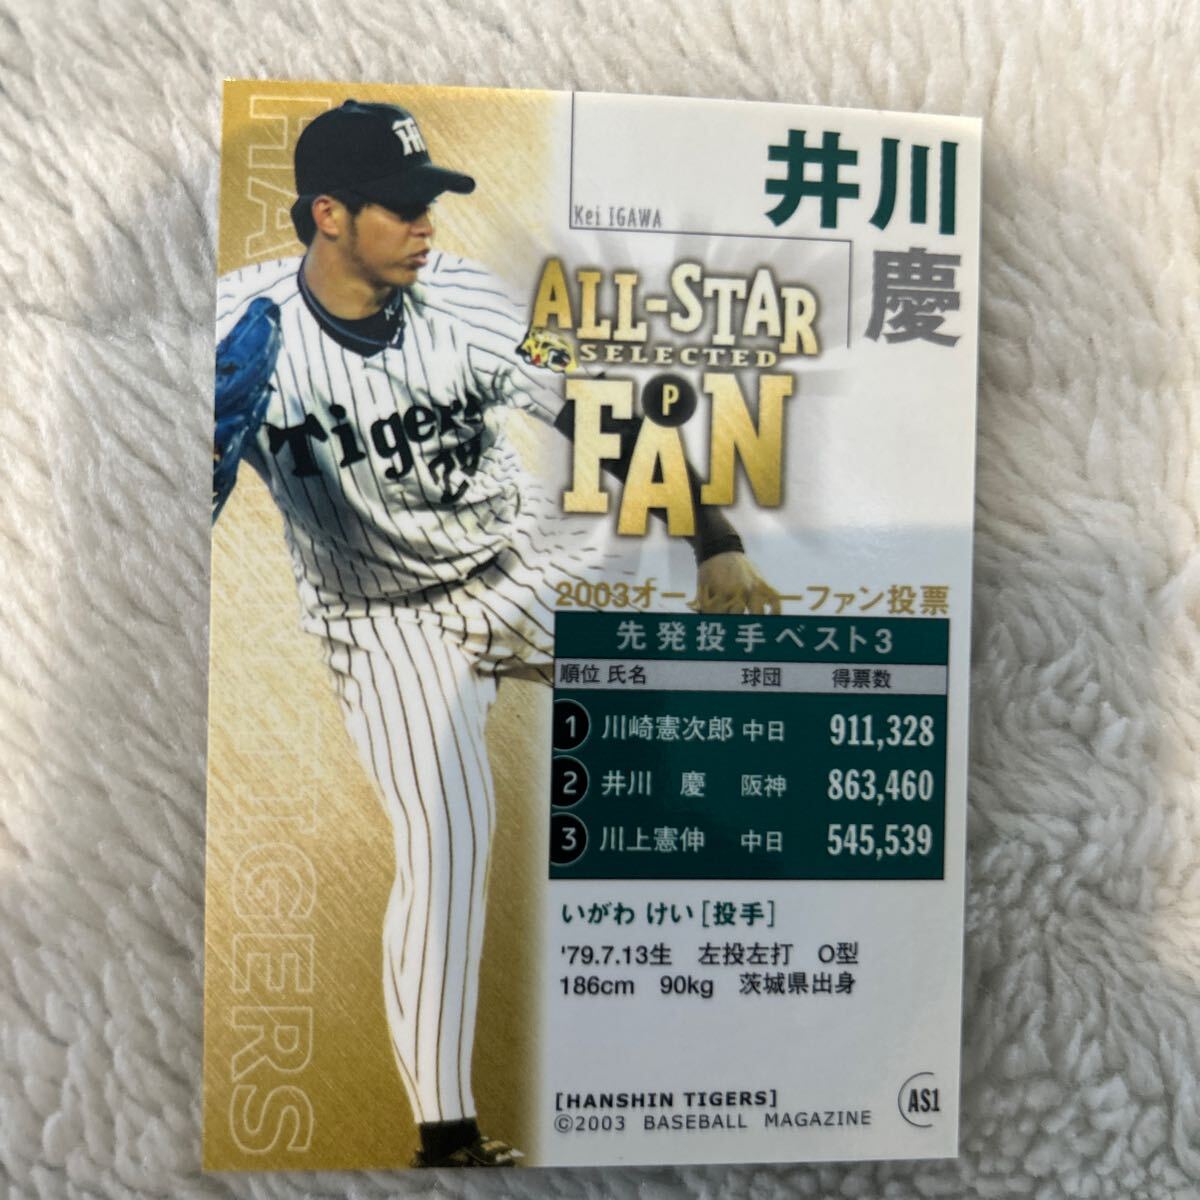 井川
慶
Kei IGAWA
HANSHIN TIGERS
Tigers
29
ALL-STAR
SELECTED
P
FAN
2003オールスターファン投票
先発投手ベスト3
順位 氏名 球団 得票数
1 川崎憲次郎 中日 911,328
2 井川 慶 阪神 863,460
3 川上憲伸 中日 545,539
いがわ けい[投手]
'79.7.13生 左投左打 O型
186cm 90kg 茨城県出身
[HANSHIN TIGERS]
©2003 BASEBALL MAGAZINE
AS1